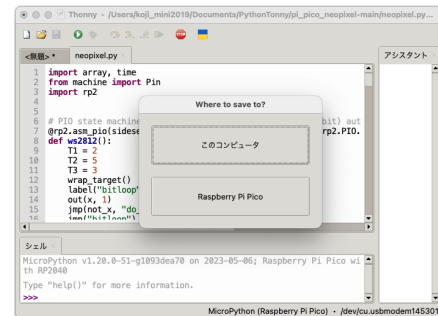 Thonny - /Users/koji_mini2019/Documents/PythonTonny/pi_pico_neopixel-main/neopixel.py...
<無題> *
neopixel.py
アシスタント
1 import array, time
2 from machine import Pin
3 import rp2
4
5
6 # PIO state machine bit) aut
7 @rp2.asm_pio(sidese rp2.PIO.
8 def ws2812():
9 T1 = 2
10 T2 = 5
11 T3 = 3
12 wrap_target()
13 label("bitloop"
14 out(x, 1)
15 jmp(not_x, "do_
16 jmp("bitloop")
Where to save to?
このコンピュータ
Raspberry Pi Pico
シェル
MicroPython v1.20.0-51-g1093dea70 on 2023-05-06; Raspberry Pi Pico wi
th RP2040
Type "help()" for more information.
>>>
MicroPython (Raspberry Pi Pico) • /dev/cu.usbmodem145301